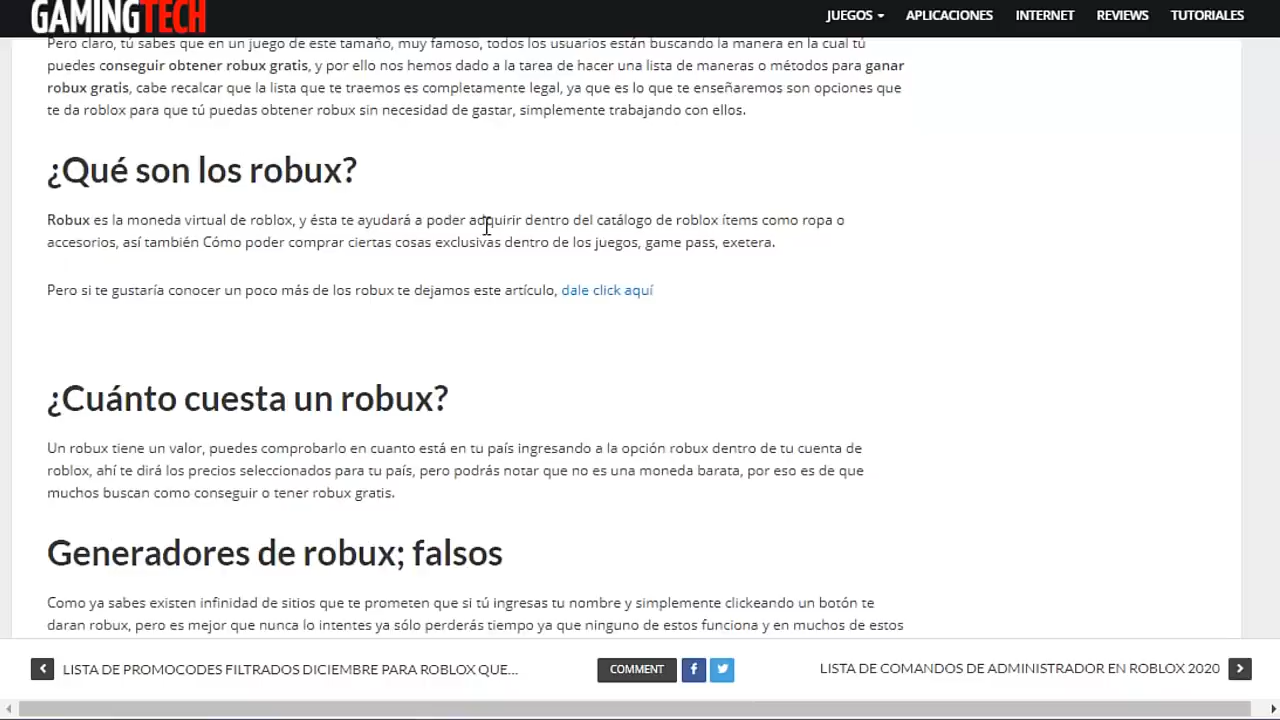 GAMINGTECH
JUEGOS APLICACIONES INTERNET REVIEWS TUTORIALES
Pero claro, tú sabes que en un juego de este tamaño, muy famoso, todos los usuarios están buscando la manera en la cual tú
puedes conseguir obtener robux gratis, y por ello nos hemos dado a la tarea de hacer una lista de maneras o métodos para ganar
robux gratis, cabe recalcar que la lista que te traemos es completamente legal, ya que es lo que te enseñaremos son opciones que
te da roblox para que tú puedas obtener robux sin necesidad de gastar, simplemente trabajando con ellos.
¿Qué son los robux?
Robux es la moneda virtual de roblox, y ésta te ayudará a poder adquirir dentro del catálogo de roblox ítems como ropa o
accesorios, así también Cómo poder comprar ciertas cosas exclusivas dentro de los juegos, game pass, exetera.
Pero si te gustaría conocer un poco más de los robux te dejamos este artículo, dale click aquí
¿Cuánto cuesta un robux?
Un robux tiene un valor, puedes comprobarlo en cuanto está en tu país ingresando a la opción robux dentro de tu cuenta de
roblox, ahí te dirá los precios seleccionados para tu país, pero podrás notar que no es una moneda barata, por eso es de que
muchos buscan como conseguir o tener robux gratis.
Generadores de robux; falsos
Como ya sabes existen infinidad de sitios que te prometen que si tú ingresas tu nombre y simplemente clickeando un botón te
daran robux, pero es mejor que nunca lo intentes ya sólo perderás tiempo ya que ninguno de estos funciona y en muchos de estos
LISTA DE PROMOCODES FILTRADOS DICIEMBRE PARA ROBLOX QUE... COMMENT LISTA DE COMANDOS DE ADMINISTRADOR EN ROBLOX 2020